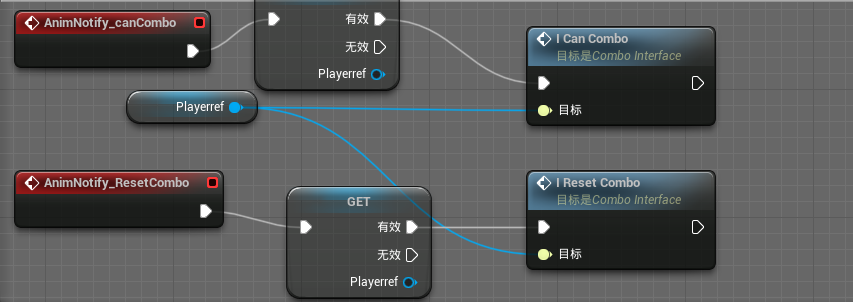 AnimNotify_canCombo
有效
无效
Playerref
I Can Combo
目标是Combo Interface
目标
Playerref
AnimNotify_ResetCombo
GET
有效
无效
Playerref
I Reset Combo
目标是Combo Interface
目标